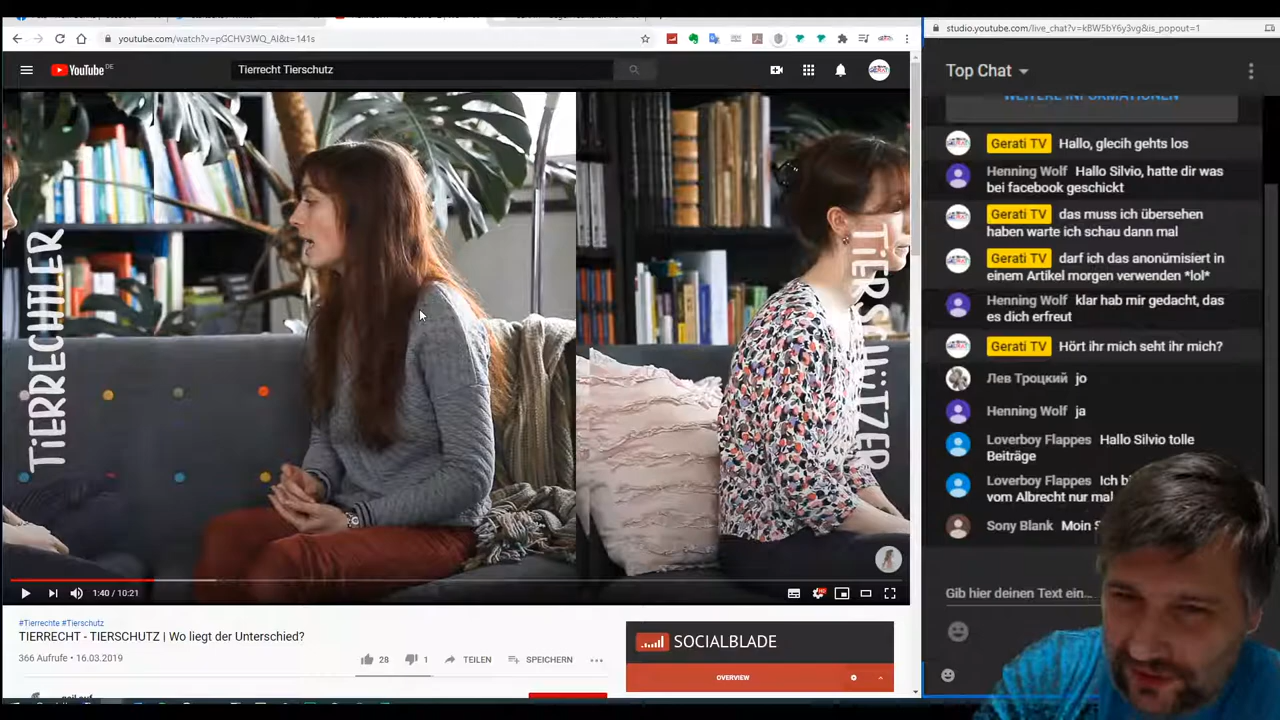 youtube.com/watch?v=pGCHV3WQ_AI&t=141s
YouTube DE
Tierrecht Tierschutz
TiERRECHTLER
TiERSCHÜTZER
1:40 / 10:21
#Tierrechte #Tierschutz
TIERRECHT - TIERSCHUTZ | Wo liegt der Unterschied?
366 Aufrufe • 16.03.2019
28
1
TEILEN
SPEICHERN
SOCIALBLADE
OVERVIEW
studio.youtube.com/live_chat?v=kBW5bY6y3vg&is_popout=1
Top Chat
WEITERE INFORMATIONEN
Gerati TV Hallo, glecih gehts los
Henning Wolf Hallo Silvio, hatte dir was
bei facebook geschickt
Gerati TV das muss ich übersehen
haben warte ich schau dann mal
Gerati TV darf ich das anonümisiert in
einem Artikel morgen verwenden *lol*
Henning Wolf klar hab mir gedacht, das
es dich erfreut
Gerati TV Hört ihr mich seht ihr mich?
Лев Троцкий jo
Henning Wolf ja
Loverboy Flappes Hallo Silvio tolle
Beiträge
Loverboy Flappes Ich
vom Albrecht nur
Sony Blank Moin
Gib hier deinen Text ein...